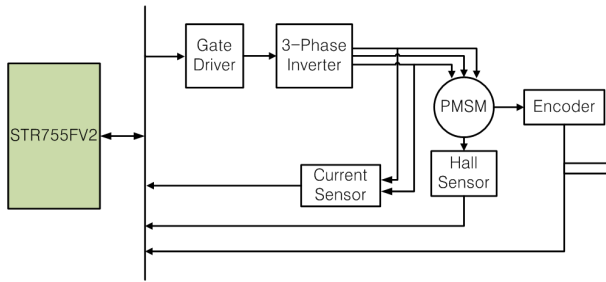 Gate
Driver
3-Phase
Inverter
STR755FV2
PMSM
Encoder
Hall
Sensor
Current
Sensor